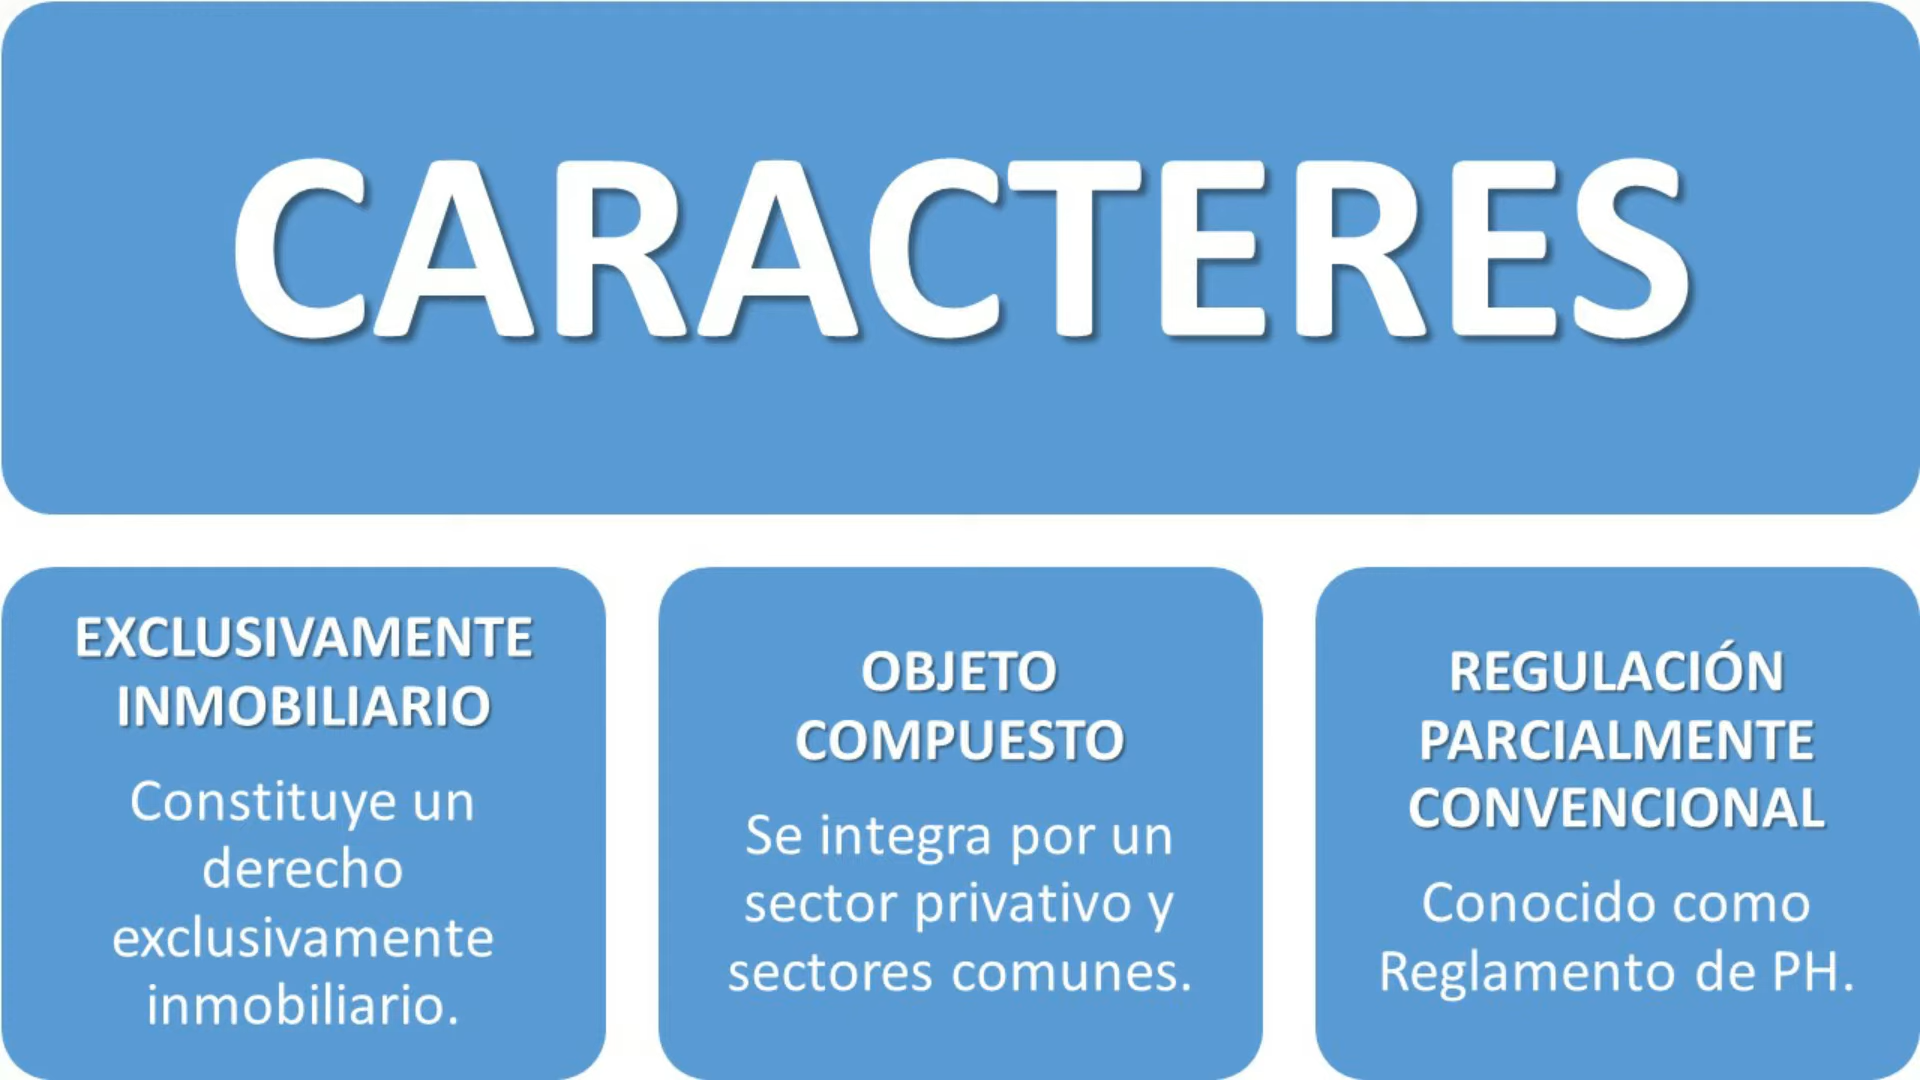 CARACTERES
EXCLUSIVAMENTE
INMOBILIARIO
Constituye un
derecho
exclusivamente
inmobiliario.
OBJETO
COMPUESTO
Se integra por un
sector privativo y
sectores comunes.
REGULACIÓN
PARCIALMENTE
CONVENCIONAL
Conocido como
Reglamento de PH.